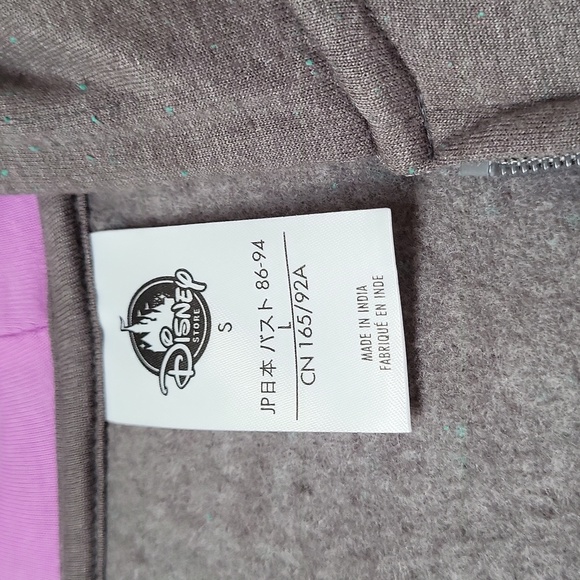 Disney
STORE
S
JP日本 バスト 86-94
L
CN 165/92A
MADE IN INDIA
FABRIQUÉ EN INDE